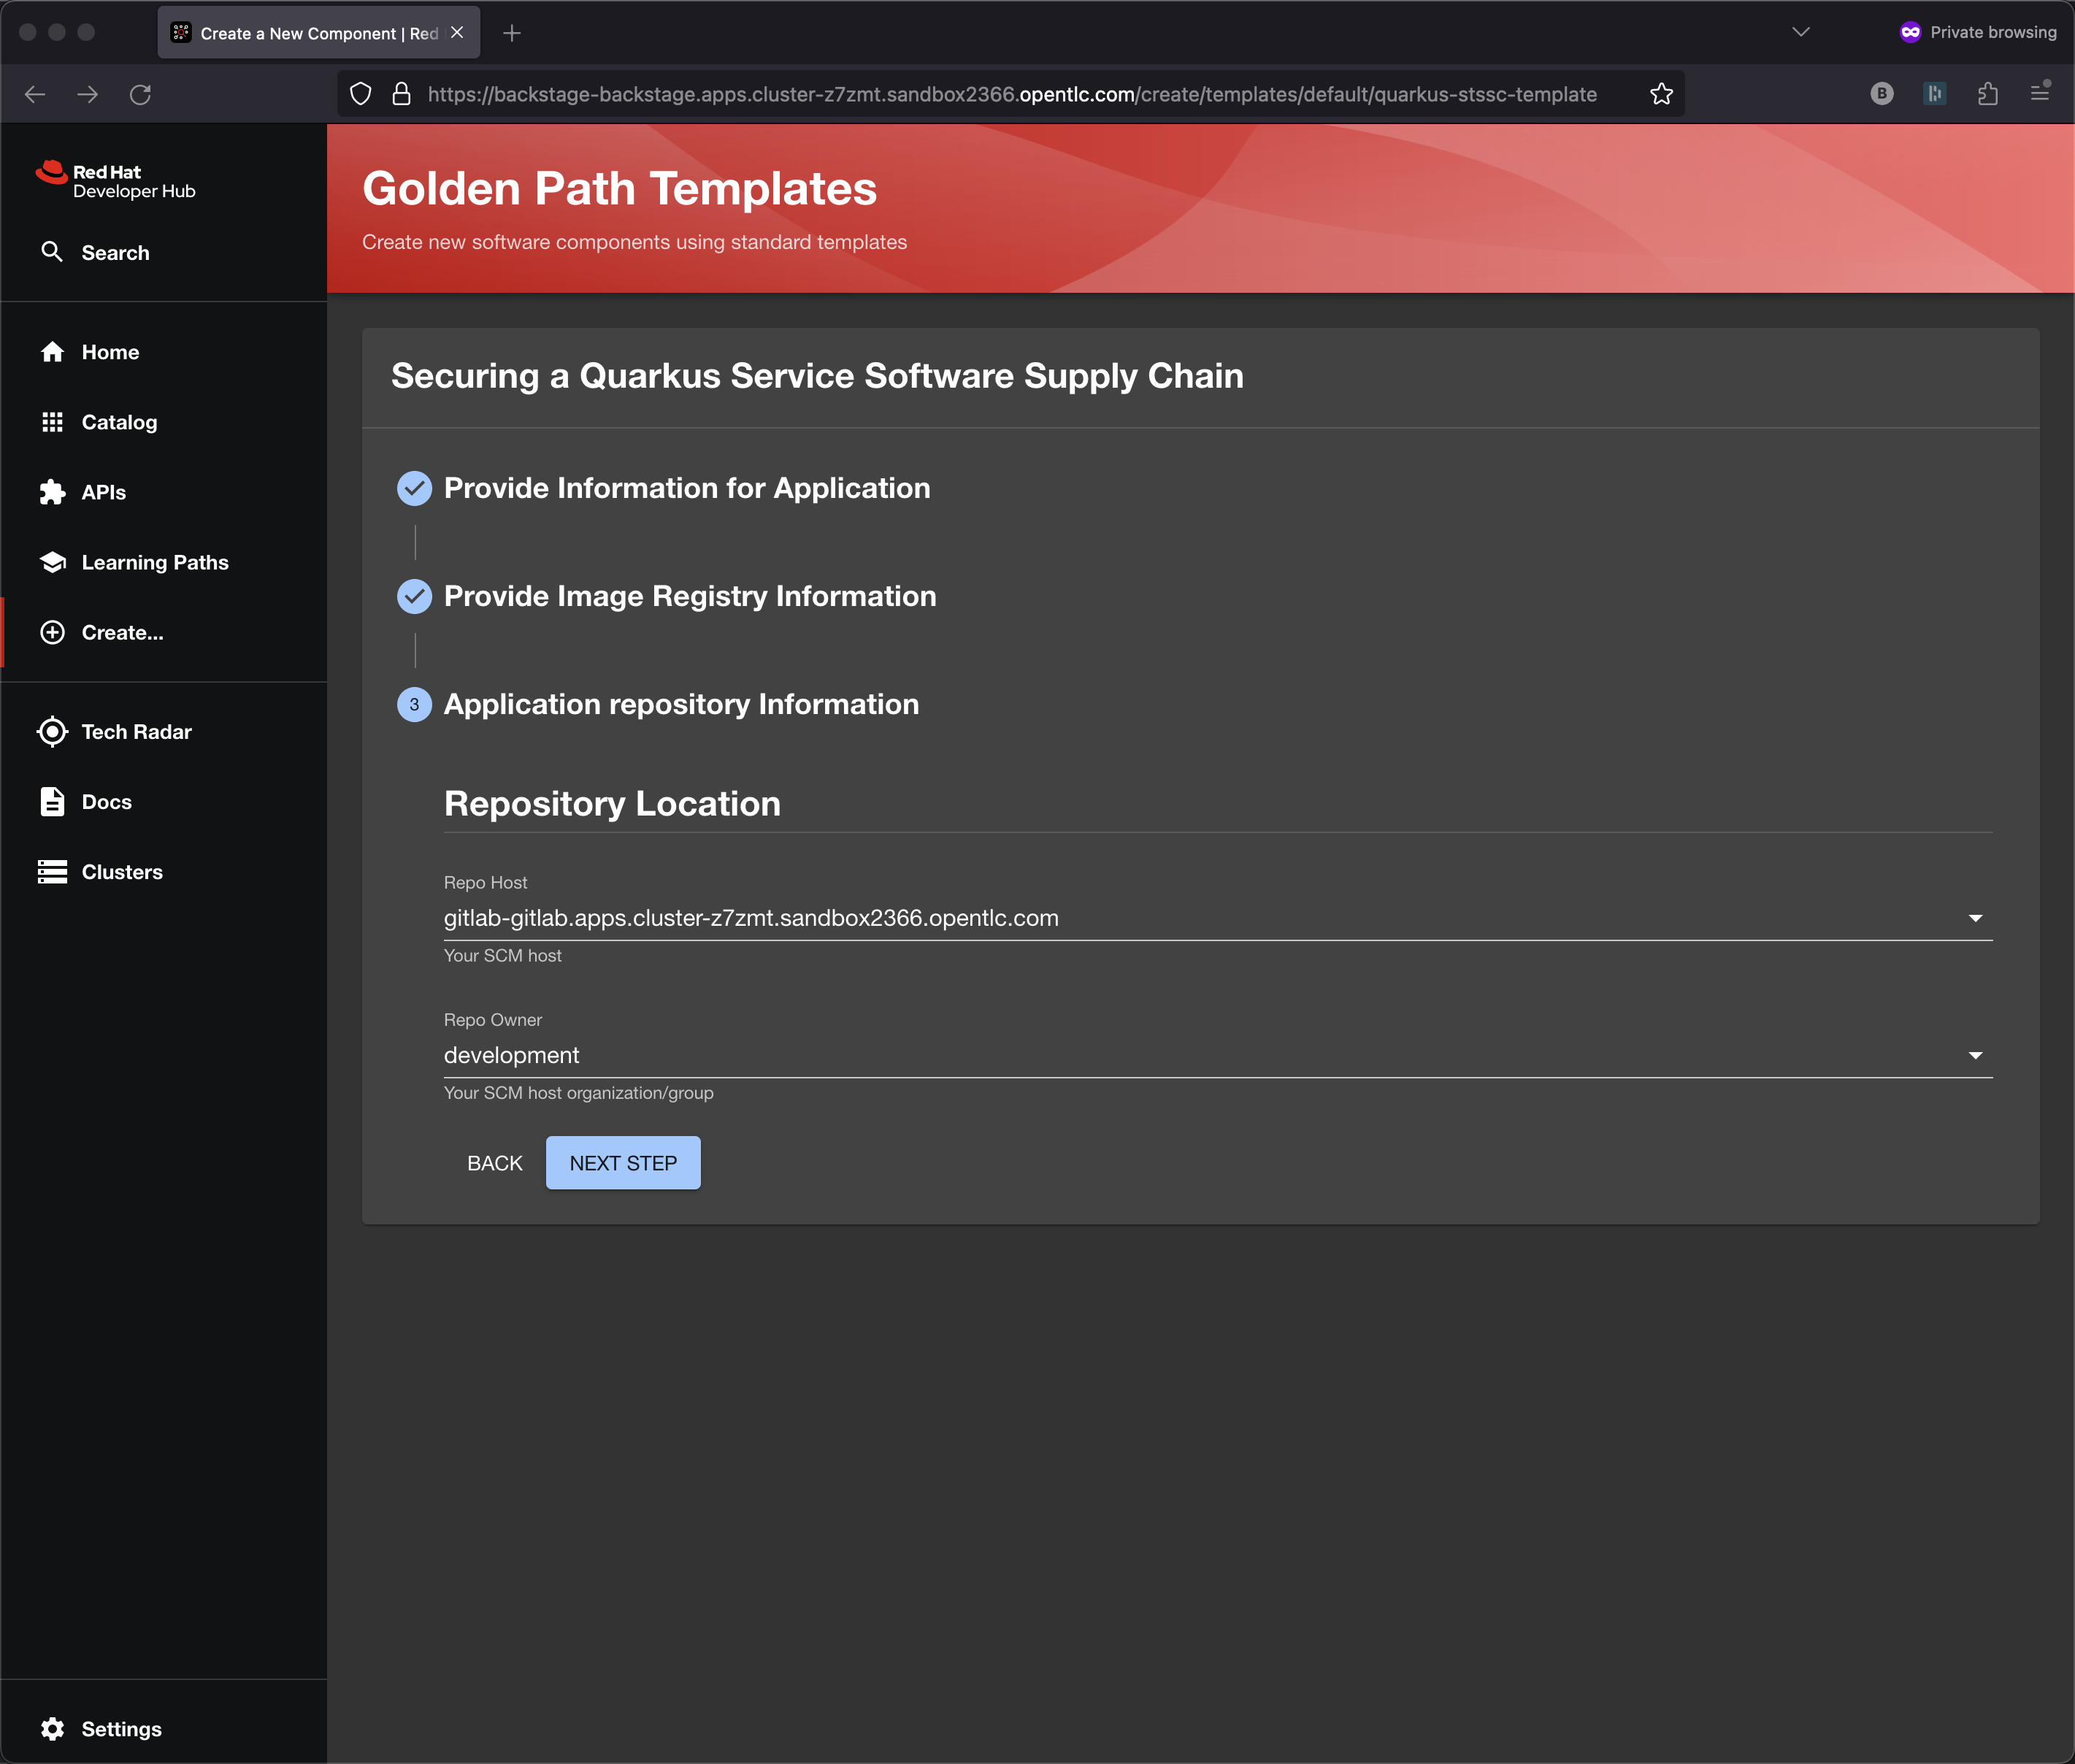 Create a New Component | Red
Private browsing
https://backstage-backstage.apps.cluster-z7zmt.sandbox2366.opentlc.com/create/templates/default/quarkus-stssc-template
B
Red Hat
Developer Hub
Search
Home
Catalog
APIs
Learning Paths
Create...
Tech Radar
Docs
Clusters
Settings
Golden Path Templates
Create new software components using standard templates
Securing a Quarkus Service Software Supply Chain
Provide Information for Application
Provide Image Registry Information
3 Application repository Information
Repository Location
Repo Host
gitlab-gitlab.apps.cluster-z7zmt.sandbox2366.opentlc.com
Your SCM host
Repo Owner
development
Your SCM host organization/group
BACK NEXT STEP